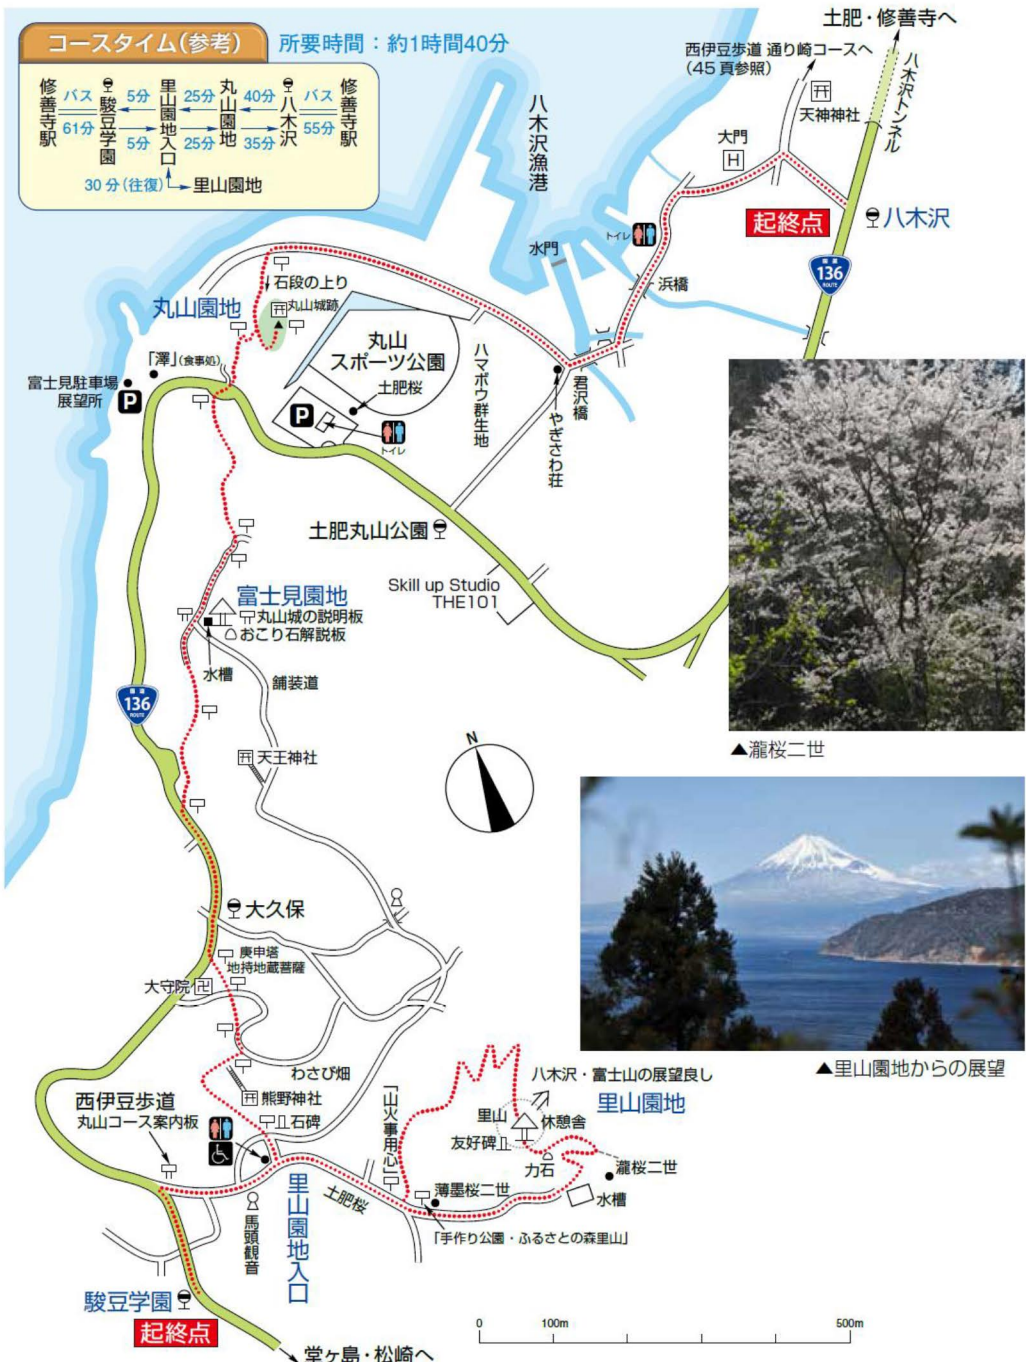 土肥・修善寺へ
コースタイム(参考)
所要時間：約1時間40分
修善寺駅
バス
61分
駿豆学園
5分
5分
里山園地入口
25分
25分
丸山園地
40分
35分
八木沢
バス
55分
修善寺駅
30分(往復)
里山園地
西伊豆歩道 通り崎コースへ
(45頁参照)
八木沢トンネル
天神神社
大門
H
八木沢漁港
起終点
八木沢
トイレ
水門
浜橋
国道
136
ROUTE
石段の上り
丸山園地
丸山城跡
丸山
スポーツ公園
土肥桜
「澤」(食事処)
富士見駐車場
展望所
P
P
トイレ
ハマボウ群生地
君沢橋
やぎさわ荘
土肥丸山公園
Skill up Studio
THE101
富士見園地
丸山城の説明板
おこり石解説板
水槽
舗装道
国道
136
ROUTE
▲瀧桜二世
天王神社
N
大久保
庚申塔
地持地蔵菩薩
大守院
▲里山園地からの展望
わさび畑
八木沢・富士山の展望良し
里山園地
西伊豆歩道
丸山コース案内板
熊野神社
石碑
「山火事用心」
里山
休憩舎
友好碑
力石
瀧桜二世
土肥桜
薄墨桜二世
水槽
「手作り公園・ふるさとの森里山」
馬頭観音
里山園地入口
駿豆学園
起終点
0
100m
500m
堂ヶ島・松崎へ